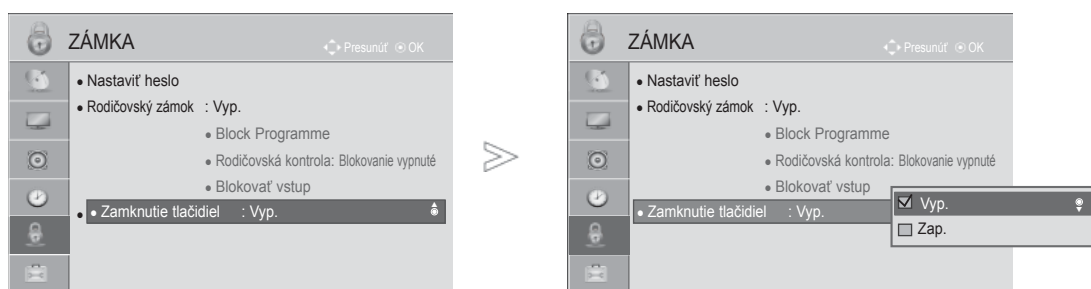 ZÁMKA
Presunúť OK
• Nastaviť heslo
• Rodičovský zámok : Vyp.
• Block Programme
• Rodičovská kontrola: Blokovanie vypnuté
• Blokovať vstup
• • Zamknutie tlačidiel : Vyp.
ZÁMKA
Presunúť OK
• Nastaviť heslo
• Rodičovský zámok : Vyp.
• Block Programme
• Rodičovská kontrola: Blokovanie vypnuté
• Blokovať vstup
• Zamknutie tlačidiel : Vyp.
Vyp.
Zap.